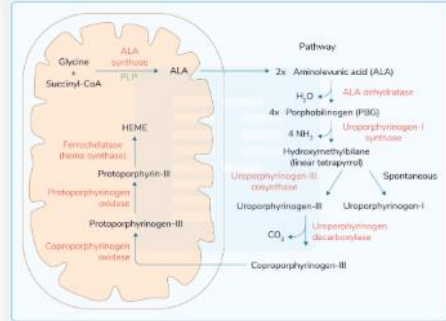 Glycine
+
Succinyl-CoA
ALA
synthase
PLP
ALA
Pathway
2x Aminolevunic acid (ALA)
H₂O
ALA dehydratase
4x Porphobilinogen (PBG)
4 NH₃
Uroporphyrinogen-I
synthase
Hydroxymethylbilane
(linear tetrapyrrol)
Uroporphyrinogen-III
cosynthase
Spontaneous
Uroporphyrinogen-III
Uroporphyrinogen-I
CO₂
Uroporphyrinogen
decarboxylase
Coproporphyrinogen-III
HEME
Ferrochelatase
(heme synthase)
Protoporphyrin-III
Protoporphyrinogen
oxidase
Protoporphyrinogen-III
Coproporphyrinogen
oxidase